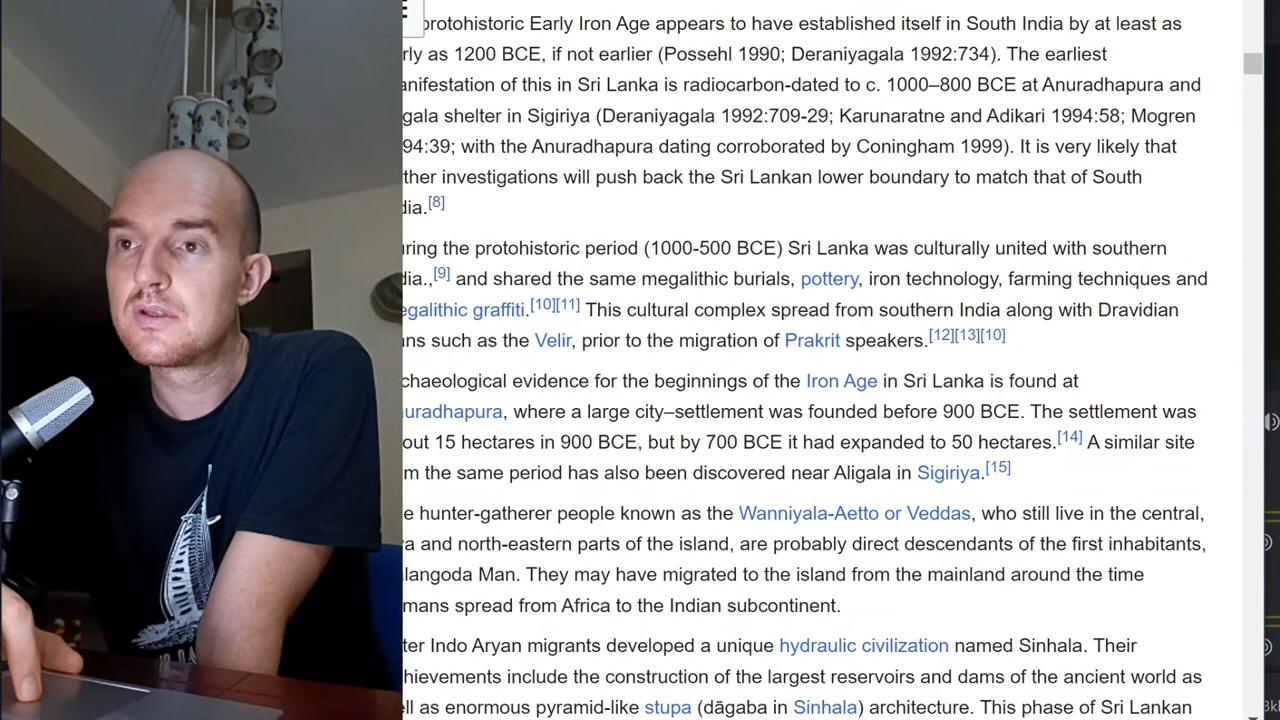 E
protohistoric Early Iron Age appears to have established itself in South India by at least as
rly as 1200 BCE, if not earlier (Possehl 1990; Deraniyagala 1992:734). The earliest
anifestation of this in Sri Lanka is radiocarbon-dated to c. 1000–800 BCE at Anuradhapura and
gala shelter in Sigiriya (Deraniyagala 1992:709-29; Karunaratne and Adikari 1994:58; Mogren
94:39; with the Anuradhapura dating corroborated by Coningham 1999). It is very likely that
ther investigations will push back the Sri Lankan lower boundary to match that of South
dia.[8]
uring the protohistoric period (1000-500 BCE) Sri Lanka was culturally united with southern
dia.,[9] and shared the same megalithic burials, pottery, iron technology, farming techniques and
egalithic graffiti.[10][11] This cultural complex spread from southern India along with Dravidian
ans such as the Velir, prior to the migration of Prakrit speakers.[12][13][10]
chaeological evidence for the beginnings of the Iron Age in Sri Lanka is found at
nuradhapura, where a large city–settlement was founded before 900 BCE. The settlement was
out 15 hectares in 900 BCE, but by 700 BCE it had expanded to 50 hectares.[14] A similar site
m the same period has also been discovered near Aligala in Sigiriya.[15]
e hunter-gatherer people known as the Wanniyala-Aetto or Veddas, who still live in the central,
va and north-eastern parts of the island, are probably direct descendants of the first inhabitants,
langoda Man. They may have migrated to the island from the mainland around the time
mans spread from Africa to the Indian subcontinent.
ter Indo Aryan migrants developed a unique hydraulic civilization named Sinhala. Their
hievements include the construction of the largest reservoirs and dams of the ancient world as
ll as enormous pyramid-like stupa (dāgaba in Sinhala) architecture. This phase of Sri Lankan